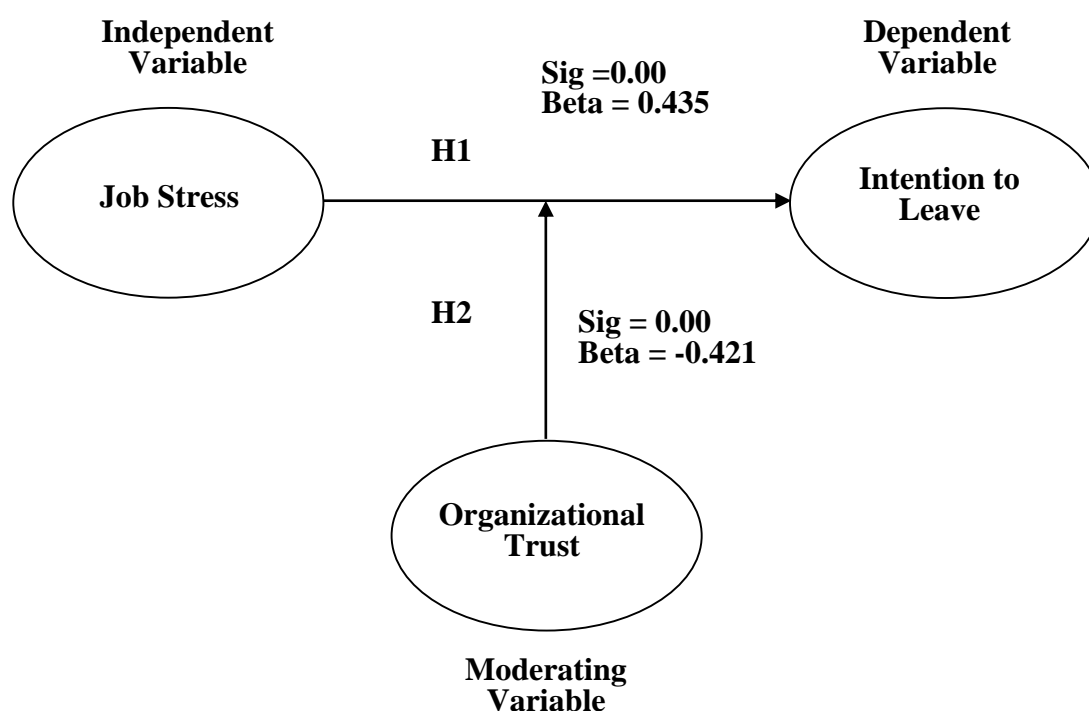 Independent
Variable
Dependent
Variable
Sig =0.00
Beta = 0.435
H1
Job Stress
Intention to
Leave
H2
Sig = 0.00
Beta = -0.421
Organizational
Trust
Moderating
Variable